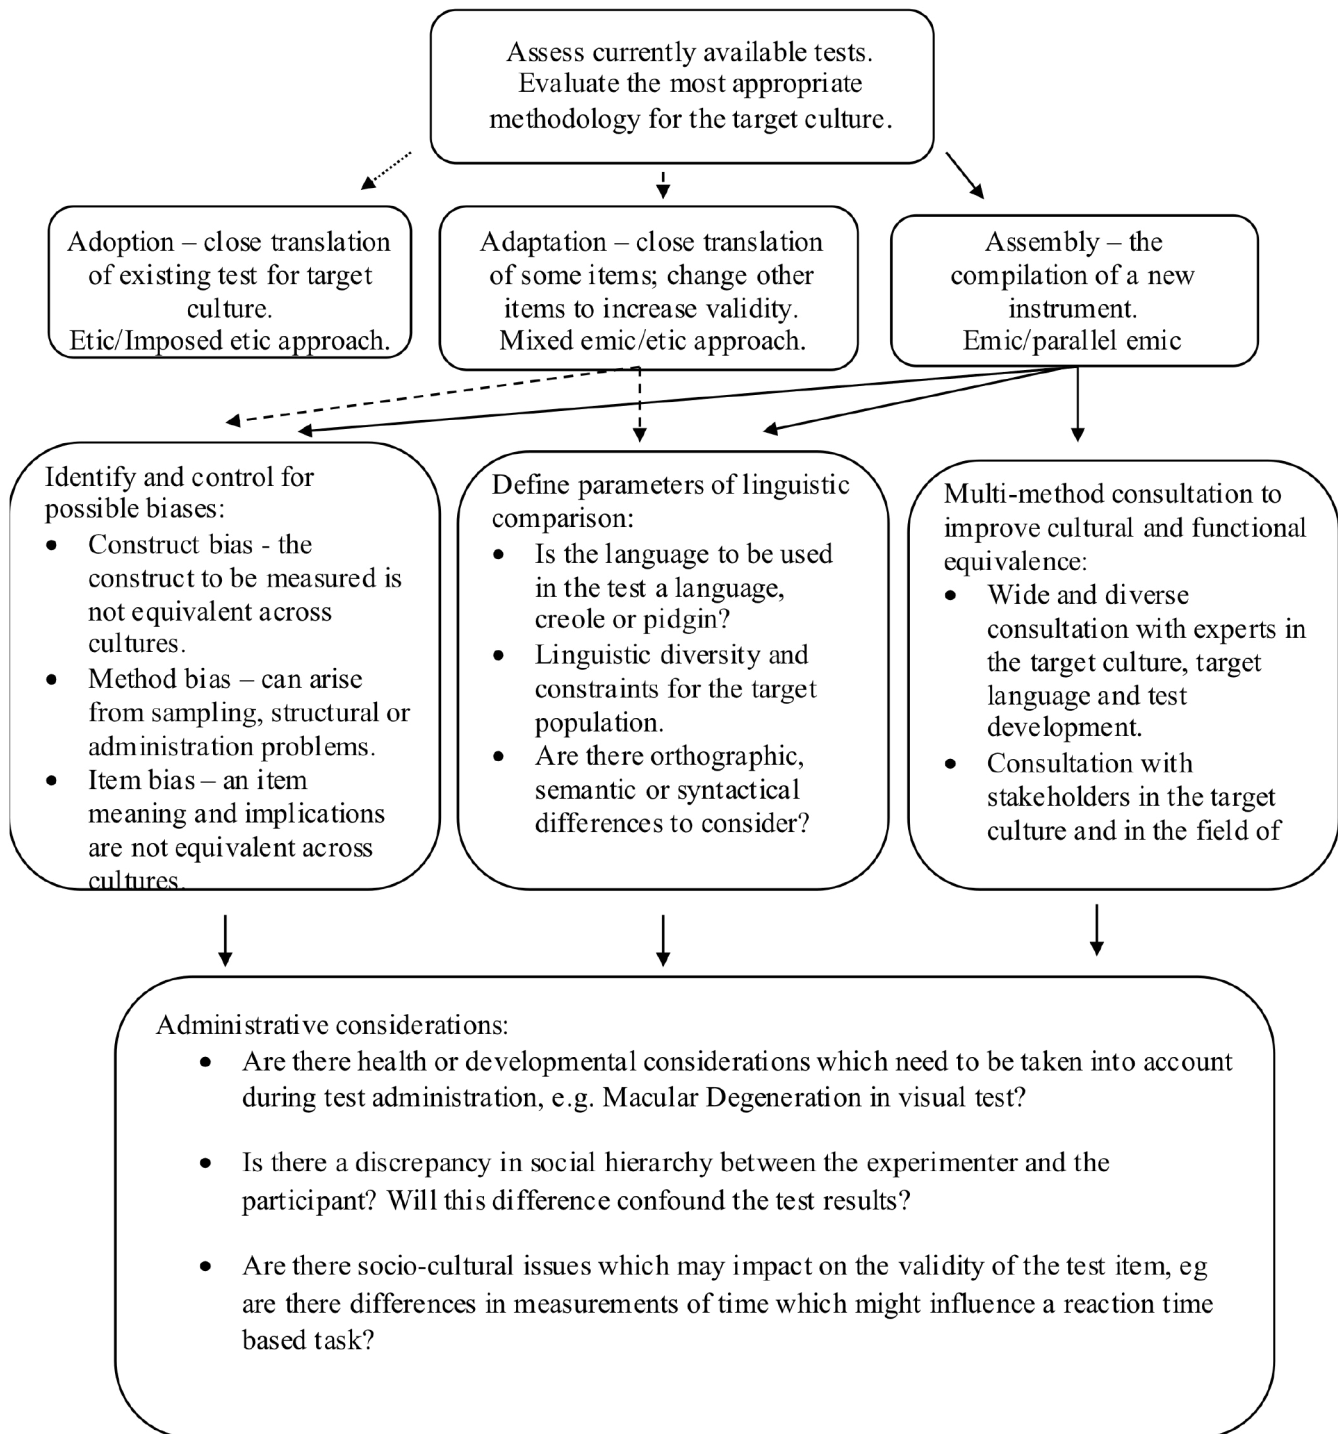 Assess currently available tests.
Evaluate the most appropriate
methodology for the target culture.
Adoption – close translation
of existing test for target
culture.
Etic/Imposed etic approach.
Adaptation – close translation
of some items; change other
items to increase validity.
Mixed emic/etic approach.
Assembly – the
compilation of a new
instrument.
Emic/parallel emic
Identify and control for
possible biases:
• Construct bias - the
construct to be measured is
not equivalent across
cultures.
• Method bias – can arise
from sampling, structural or
administration problems.
• Item bias – an item
meaning and implications
are not equivalent across
cultures.
Define parameters of linguistic
comparison:
• Is the language to be used
in the test a language,
creole or pidgin?
• Linguistic diversity and
constraints for the target
population.
• Are there orthographic,
semantic or syntactical
differences to consider?
Multi-method consultation to
improve cultural and functional
equivalence:
• Wide and diverse
consultation with experts in
the target culture, target
language and test
development.
• Consultation with
stakeholders in the target
culture and in the field of
Administrative considerations:
• Are there health or developmental considerations which need to be taken into account
during test administration, e.g. Macular Degeneration in visual test?
• Is there a discrepancy in social hierarchy between the experimenter and the
participant? Will this difference confound the test results?
• Are there socio-cultural issues which may impact on the validity of the test item, eg
are there differences in measurements of time which might influence a reaction time
based task?